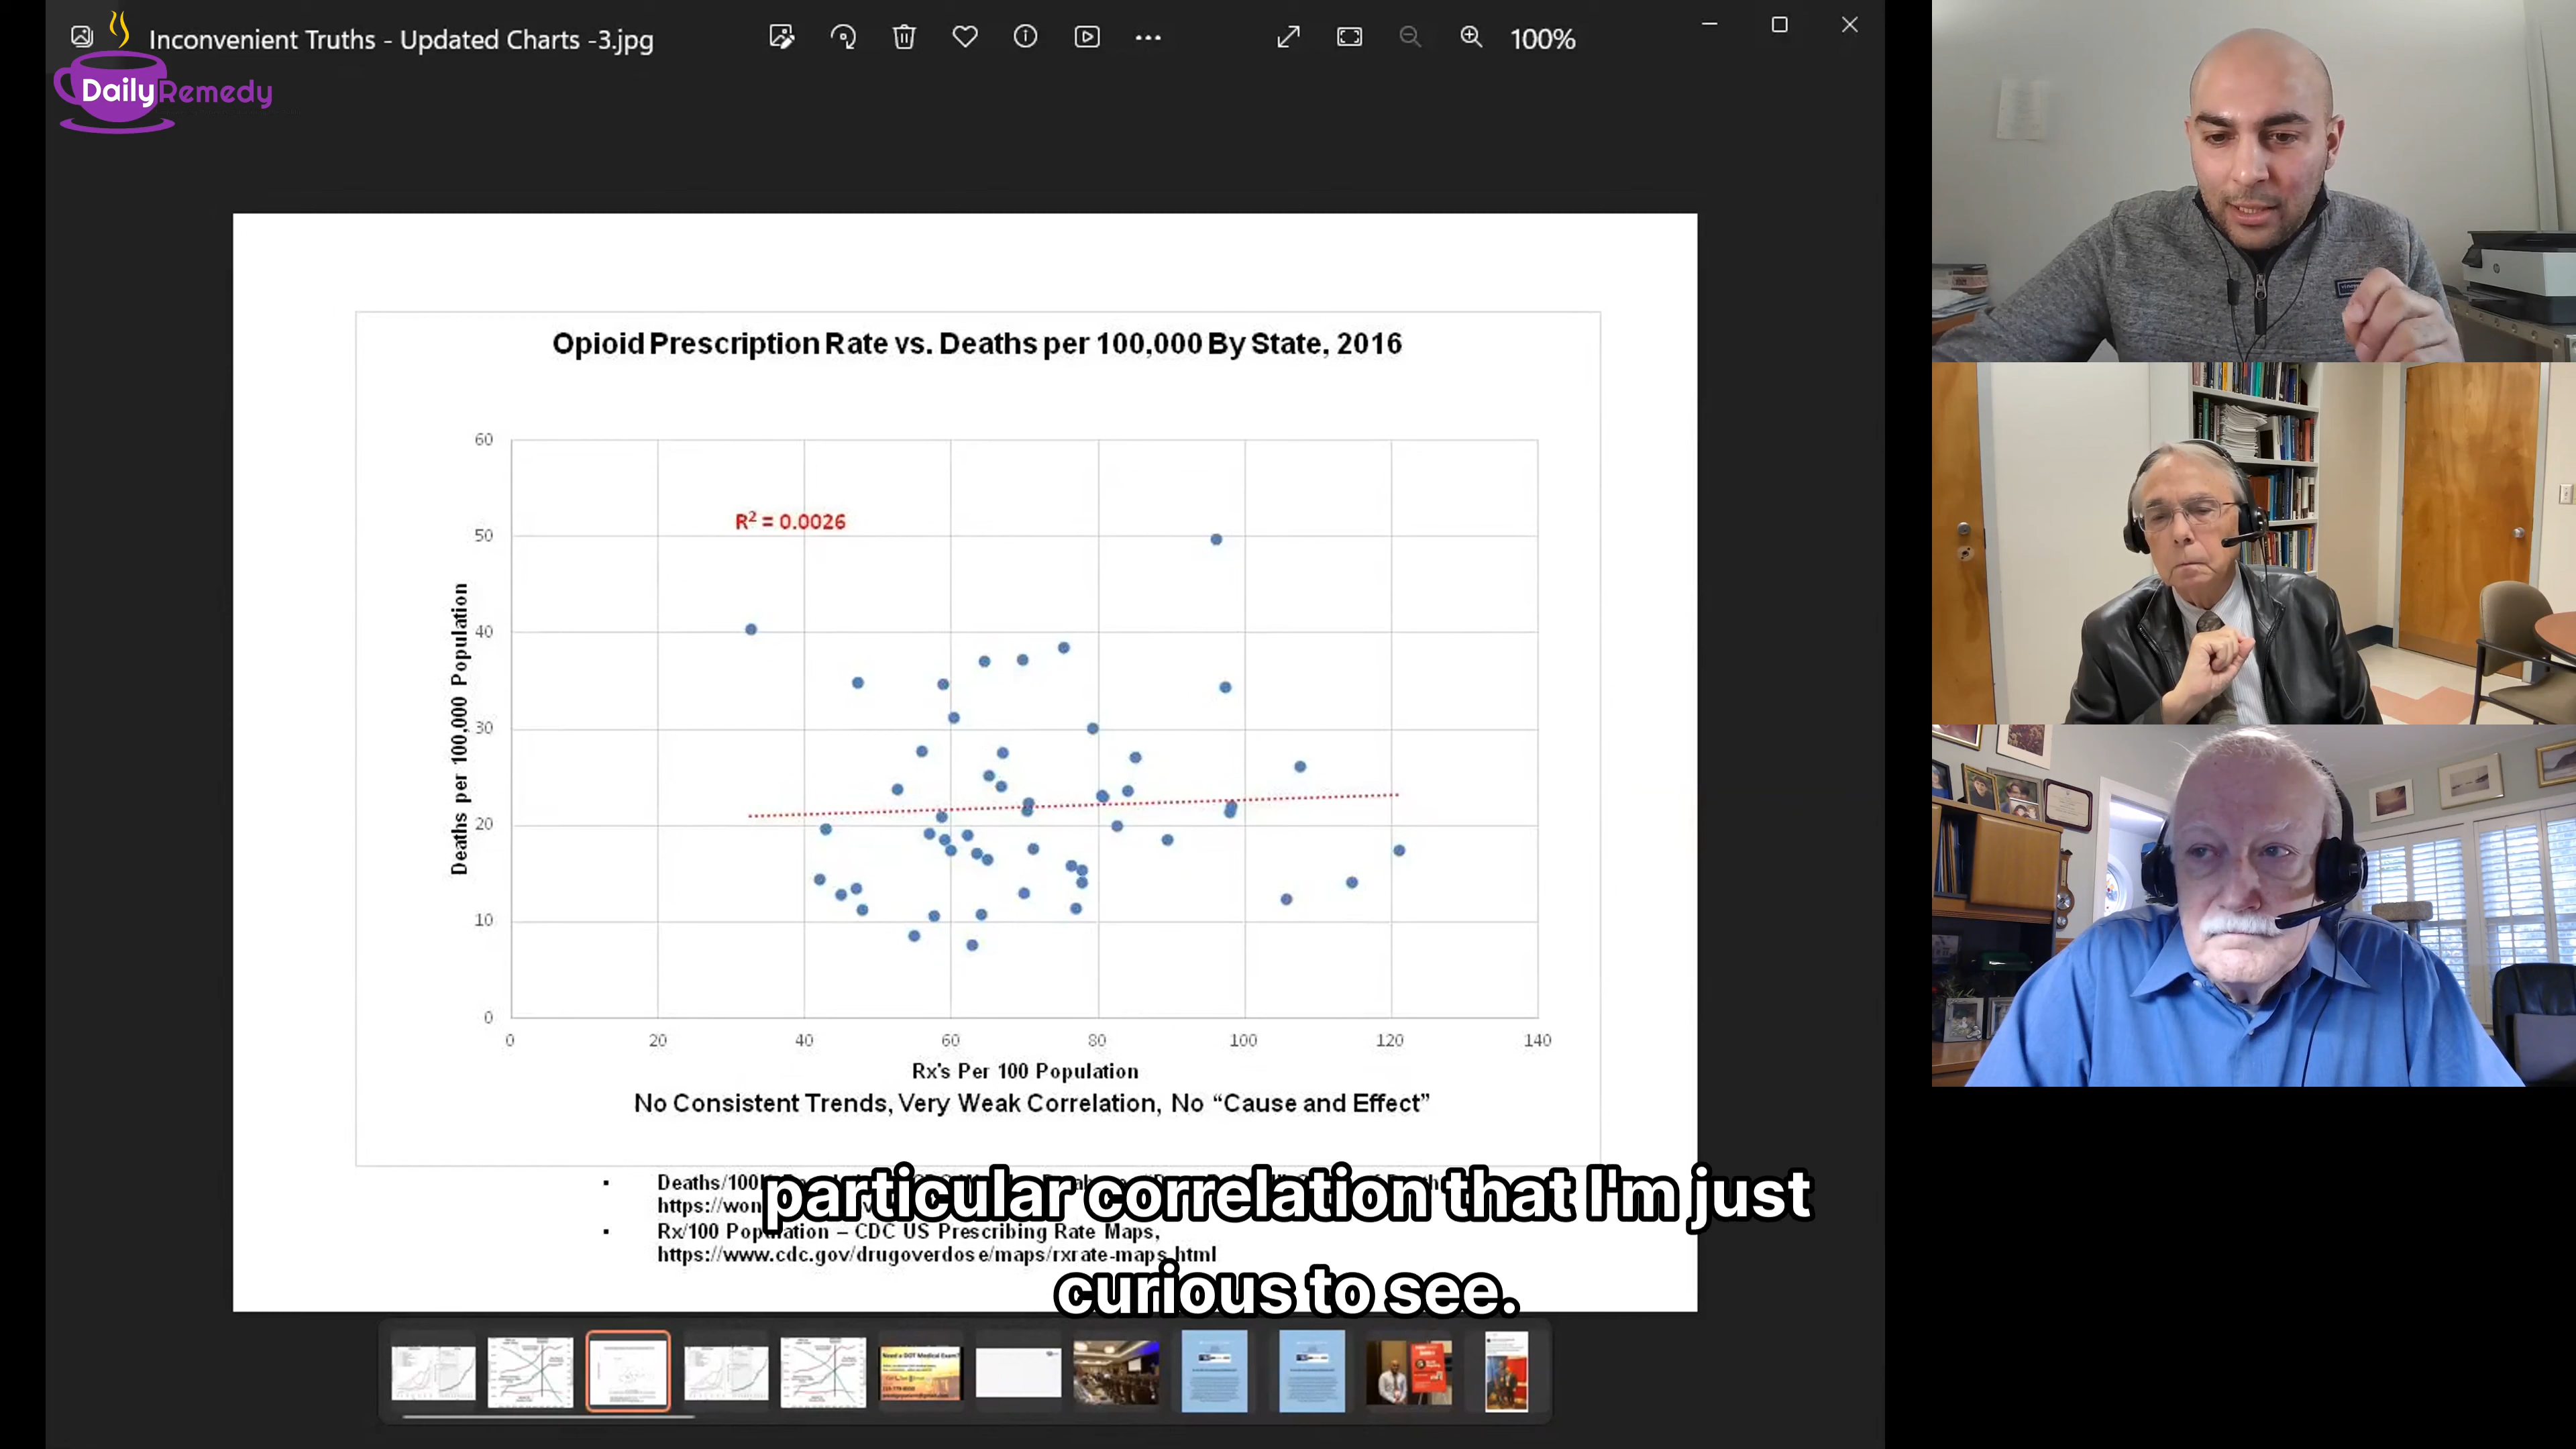 Inconvenient Truths - Updated Charts -3.jpg
100%
DailyRemedy
Opioid Prescription Rate vs. Deaths per 100,000 By State, 2016
R² = 0.0026
Deaths per 100,000 Population
60
50
40
30
20
10
0
0 20 40 60 80 100 120 140
Rx's Per 100 Population
No Consistent Trends, Very Weak Correlation, No “Cause and Effect”
Deaths/100
https://won
▪ Rx/100 Population – CDC US Prescribing Rate Maps,
https://www.cdc.gov/drugoverdose/maps/rxrate-maps.html
particular correlation that I'm just
curious to see.
Need a DOT Medical Exam?